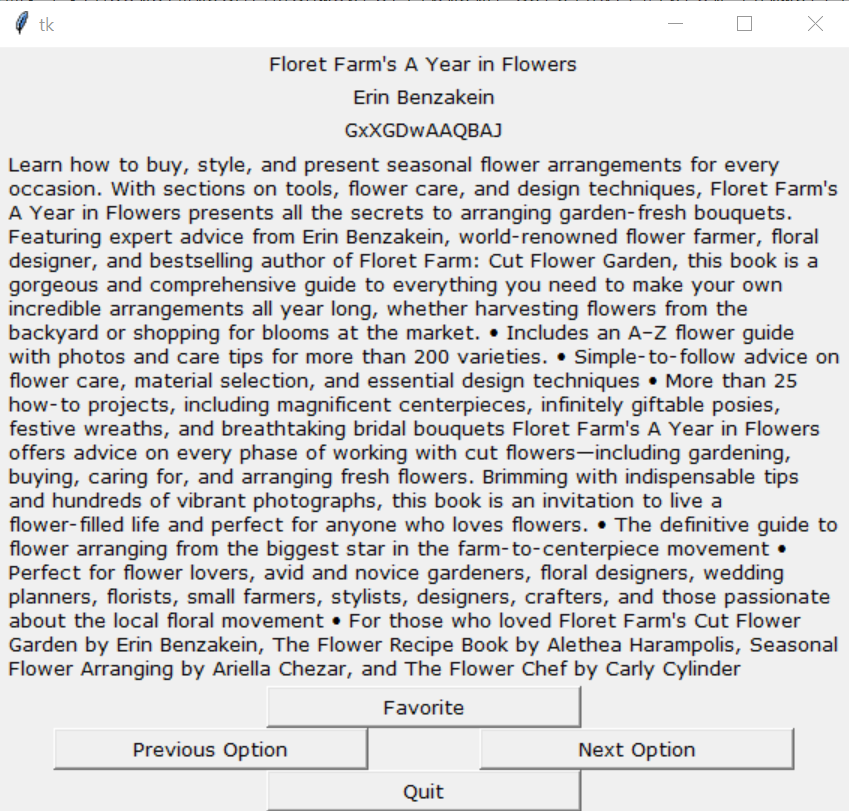 tk
Floret Farm's A Year in Flowers
Erin Benzakein
GxXGDwAAQBAJ
Learn how to buy, style, and present seasonal flower arrangements for every
occasion. With sections on tools, flower care, and design techniques, Floret Farm's
A Year in Flowers presents all the secrets to arranging garden-fresh bouquets.
Featuring expert advice from Erin Benzakein, world-renowned flower farmer, floral
designer, and bestselling author of Floret Farm: Cut Flower Garden, this book is a
gorgeous and comprehensive guide to everything you need to make your own
incredible arrangements all year long, whether harvesting flowers from the
backyard or shopping for blooms at the market. • Includes an A–Z flower guide
with photos and care tips for more than 200 varieties. • Simple-to-follow advice on
flower care, material selection, and essential design techniques • More than 25
how-to projects, including magnificent centerpieces, infinitely giftable posies,
festive wreaths, and breathtaking bridal bouquets Floret Farm's A Year in Flowers
offers advice on every phase of working with cut flowers—including gardening,
buying, caring for, and arranging fresh flowers. Brimming with indispensable tips
and hundreds of vibrant photographs, this book is an invitation to live a
flower-filled life and perfect for anyone who loves flowers. • The definitive guide to
flower arranging from the biggest star in the farm-to-centerpiece movement •
Perfect for flower lovers, avid and novice gardeners, floral designers, wedding
planners, florists, small farmers, stylists, designers, crafters, and those passionate
about the local floral movement • For those who loved Floret Farm's Cut Flower
Garden by Erin Benzakein, The Flower Recipe Book by Alethea Harampolis, Seasonal
Flower Arranging by Ariella Chezar, and The Flower Chef by Carly Cylinder
Favorite
Previous Option Next Option
Quit